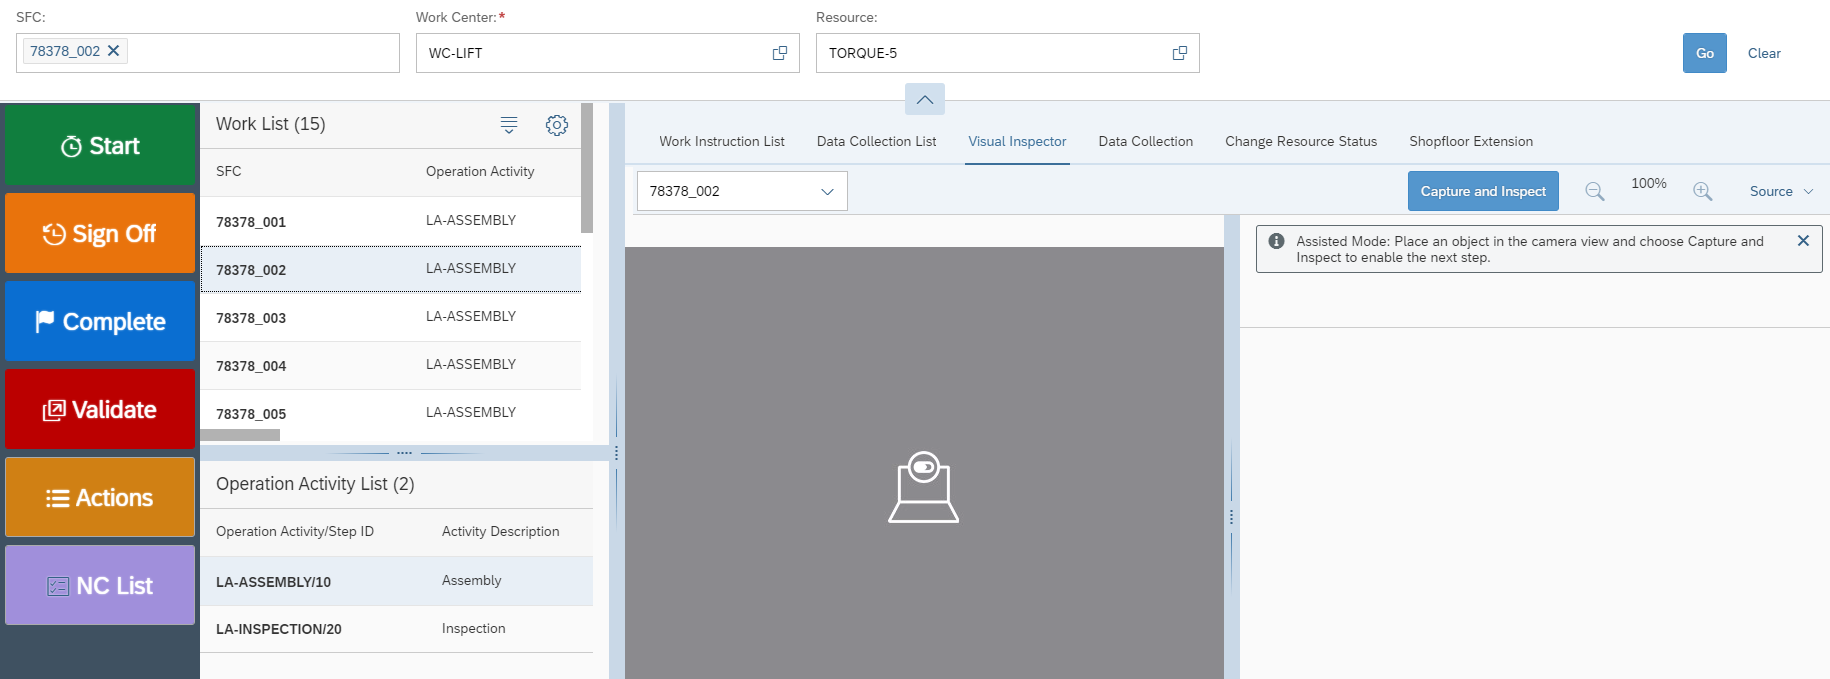 SFC:
Work Center:*
Resource:
78378_002
WC-LIFT
TORQUE-5
Go
Clear
Start
Sign Off
Complete
Validate
Actions
NC List
Work List (15)
SFC
Operation Activity
78378_001
LA-ASSEMBLY
78378_002
LA-ASSEMBLY
78378_003
LA-ASSEMBLY
78378_004
LA-ASSEMBLY
78378_005
LA-ASSEMBLY
Operation Activity List (2)
Operation Activity/Step ID
Activity Description
LA-ASSEMBLY/10
Assembly
LA-INSPECTION/20
Inspection
Work Instruction List
Data Collection List
Visual Inspector
Data Collection
Change Resource Status
Shopfloor Extension
78378_002
Capture and Inspect
100%
Source
Assisted Mode: Place an object in the camera view and choose Capture and
Inspect to enable the next step.